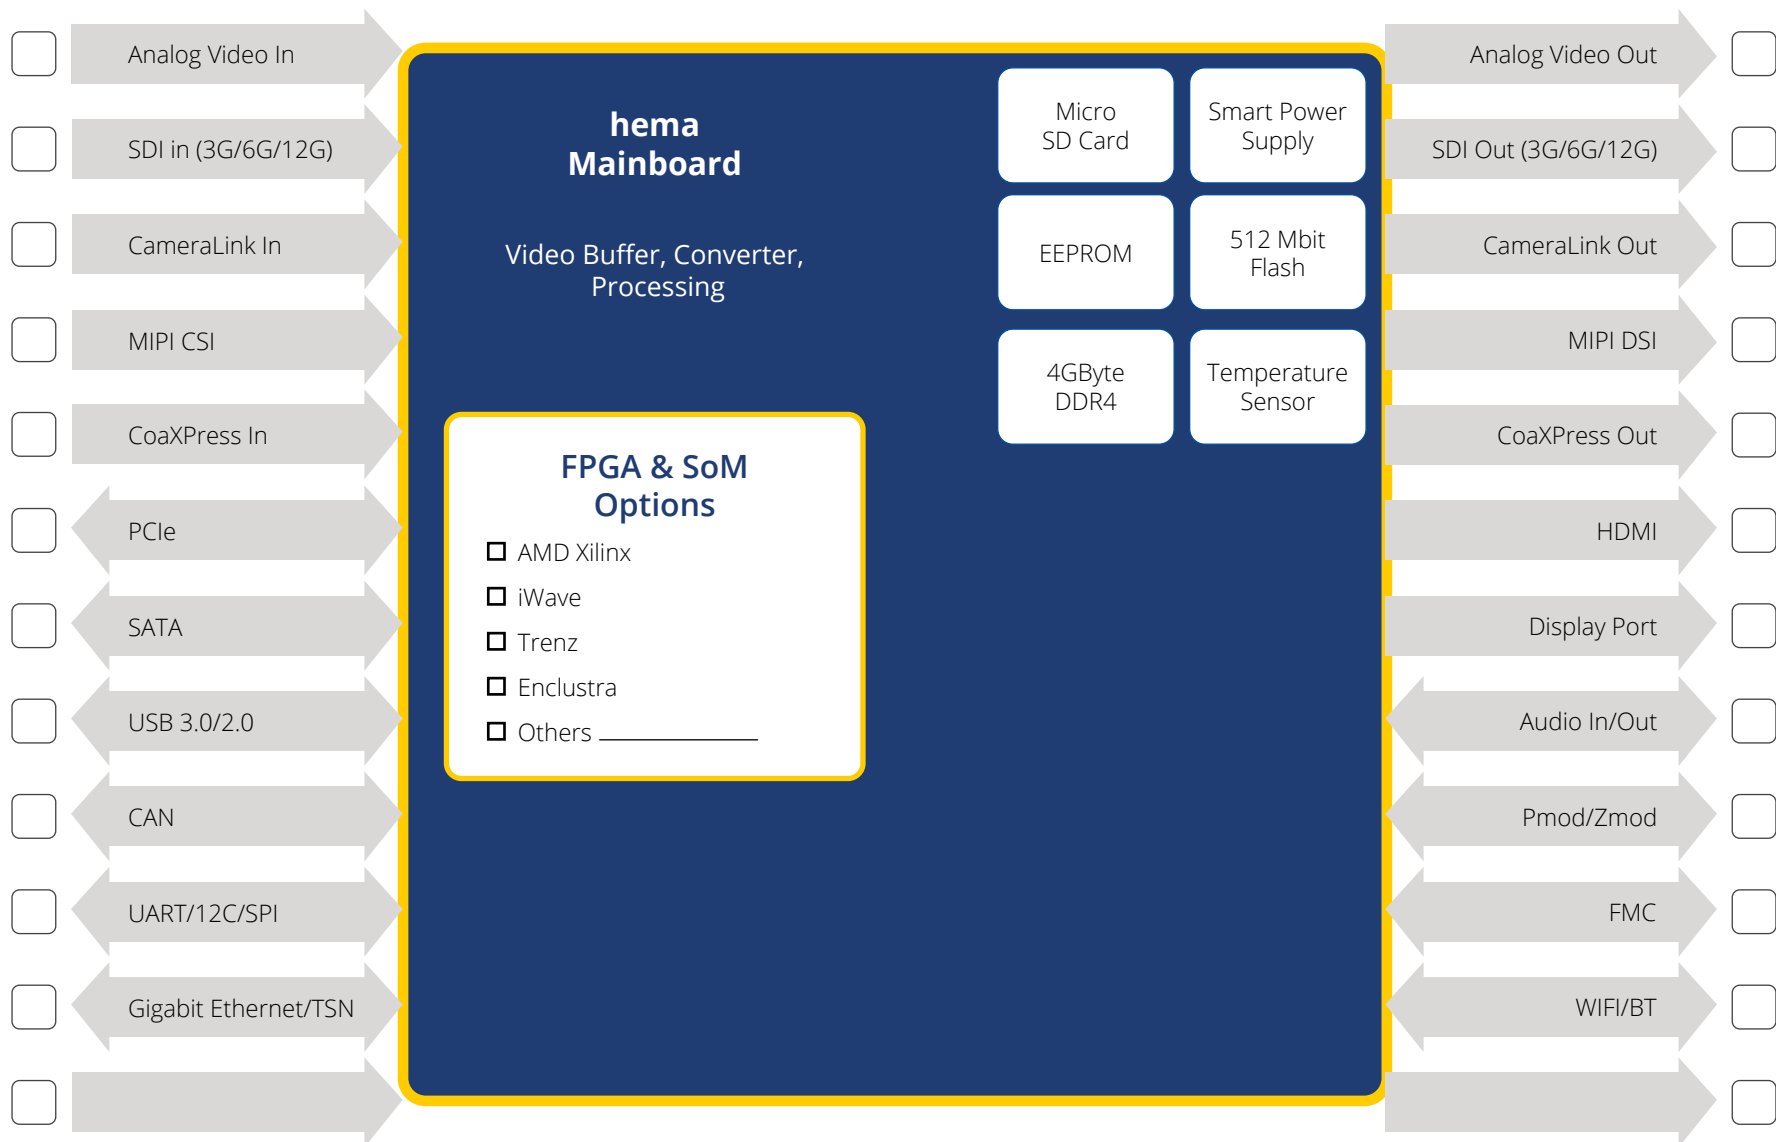 Analog Video In
SDI in (3G/6G/12G)
CameraLink In
MIPI CSI
CoaXPress In
PCIe
SATA
USB 3.0/2.0
CAN
UART/12C/SPI
Gigabit Ethernet/TSN
hema
Mainboard
Video Buffer, Converter,
Processing
FPGA & SoM
Options
AMD Xilinx
iWave
Trenz
Enclustra
Others ____________
Micro
SD Card
Smart Power
Supply
EEPROM
512 Mbit
Flash
4GByte
DDR4
Temperature
Sensor
Analog Video Out
SDI Out (3G/6G/12G)
CameraLink Out
MIPI DSI
CoaXPress Out
HDMI
Display Port
Audio In/Out
Pmod/Zmod
FMC
WIFI/BT